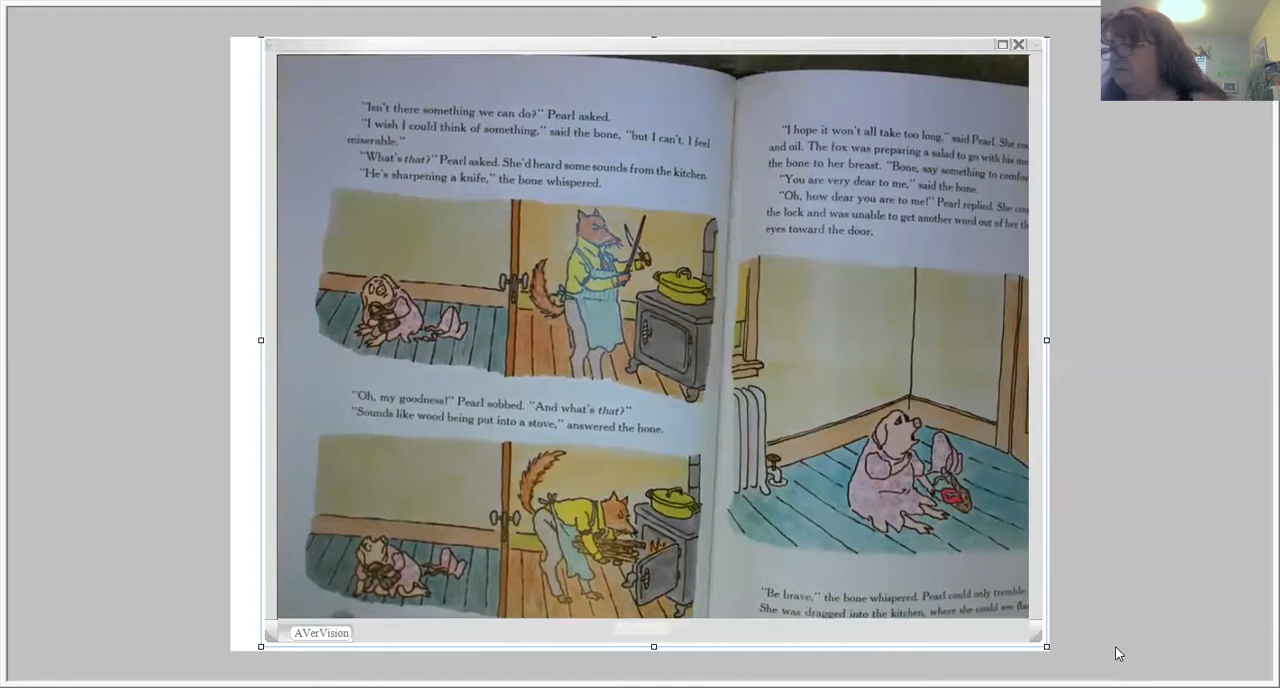 "Isn't there something we can do?" Pearl asked.
"I wish I could think of something," said the bone, "but I can't. I feel
miserable."
"What's that?" Pearl asked. She'd heard some sounds from the kitchen.
"He's sharpening a knife," the bone whispered.
"Oh, my goodness!" Pearl sobbed. "And what's that?"
"Sounds like wood being put into a stove," answered the bone.
"I hope it won't all take too long," said Pearl. She
and oil. The fox was preparing a salad to go with his
the bone to her breast. "Bone, say something to
"You are very dear to me," said the bone.
"Oh, how dear you are to me!" Pearl replied. She
the lock and was unable to get another word out of her
eyes toward the door.
"Be brave," the bone whispered. Pearl could only tremble
She was dragged into the kitchen, where she could see
AVerVision